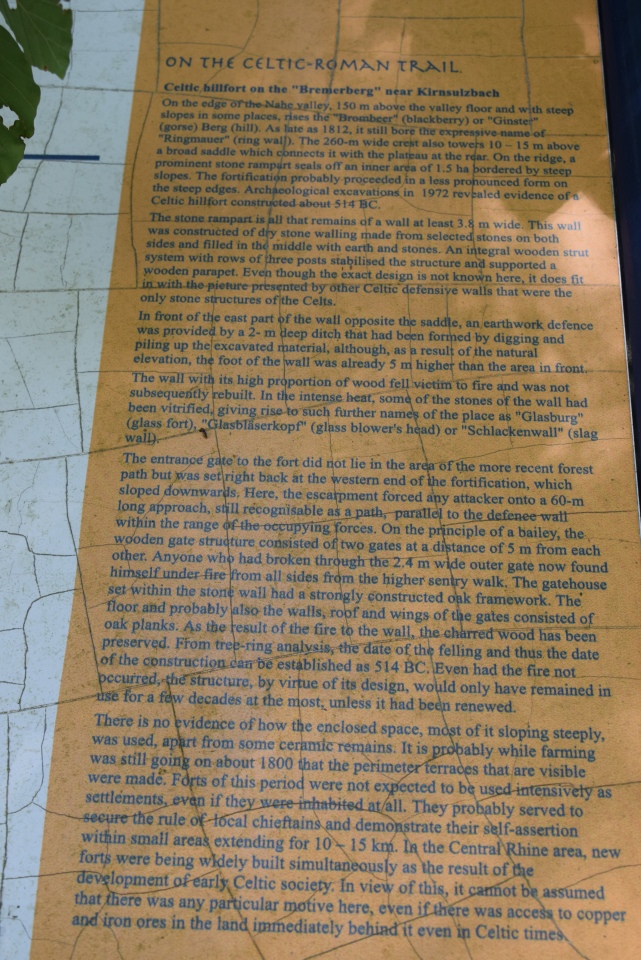 ON THE CELTIC-ROMAN TRAIL
Celtic hillfort on the "Bremerberg" near Kirnsulzbach
On the edge of the Nahe valley, 150 m above the valley floor and with steep
slopes in some places, rises the "Brombeer" (blackberry) or "Ginster"
(gorse) Berg (hill). As late as 1812, it still bore the expressive name of
"Ringmauer" (ring wall). The 260-m wide crest also towers 10 – 15 m above
a broad saddle which connects it with the plateau at the rear. On the ridge, a
prominent stone rampart seals off an inner area of 1.5 ha bordered by steep
slopes. The fortification probably proceeded in a less pronounced form on
the steep edges. Archaeological excavations in 1972 revealed evidence of a
Celtic hillfort constructed about 514 BC.
The stone rampart is all that remains of a wall at least 3.8 m wide. This wall
was constructed of dry stone walling made from selected stones on both
sides and filled in the middle with earth and stones. An integral wooden strut
system with rows of three posts stabilised the structure and supported a
wooden parapet. Even though the exact design is not known here, it does fit
in with the picture presented by other Celtic defensive walls that were the
only stone structures of the Celts.
In front of the east part of the wall opposite the saddle, an earthwork defence
was provided by a 2- m deep ditch that had been formed by digging and
piling up the excavated material, although, as a result of the natural
elevation, the foot of the wall was already 5 m higher than the area in front.
The wall with its high proportion of wood fell victim to fire and was not
subsequently rebuilt. In the intense heat, some of the stones of the wall had
been vitrified, giving rise to such further names of the place as "Glasburg"
(glass fort), "Glasbläserkopf" (glass blower's head) or "Schlackenwall" (slag
wall).
The entrance gate to the fort did not lie in the area of the more recent forest
path but was set right back at the western end of the fortification, which
sloped downwards. Here, the escarpment forced any attacker onto a 60-m
long approach, still recognisable as a path, parallel to the defence wall
within the range of the occupying forces. On the principle of a bailey, the
wooden gate structure consisted of two gates at a distance of 5 m from each
other. Anyone who had broken through the 2.4 m wide outer gate now found
himself under fire from all sides from the higher sentry walk. The gatehouse
set within the stone wall had a strongly constructed oak framework. The
floor and probably also the walls, roof and wings of the gates consisted of
oak planks. As the result of the fire to the wall, the charred wood has been
preserved. From tree-ring analysis, the date of the felling and thus the date
of the construction can be established as 514 BC. Even had the fire not
occurred, the structure, by virtue of its design, would only have remained in
use for a few decades at the most, unless it had been renewed.
There is no evidence of how the enclosed space, most of it sloping steeply,
was used, apart from some ceramic remains. It is probably while farming
was still going on about 1800 that the perimeter terraces that are visible
were made. Forts of this period were not expected to be used intensively as
settlements, even if they were inhabited at all. They probably served to
secure the rule of local chieftains and demonstrate their self-assertion
within small areas extending for 10 – 15 km. In the Central Rhine area, new
forts were being widely built simultaneously as the result of the
development of early Celtic society. In view of this, it cannot be assumed
that there was any particular motive here, even if there was access to copper
and iron ores in the land immediately behind it even in Celtic times.